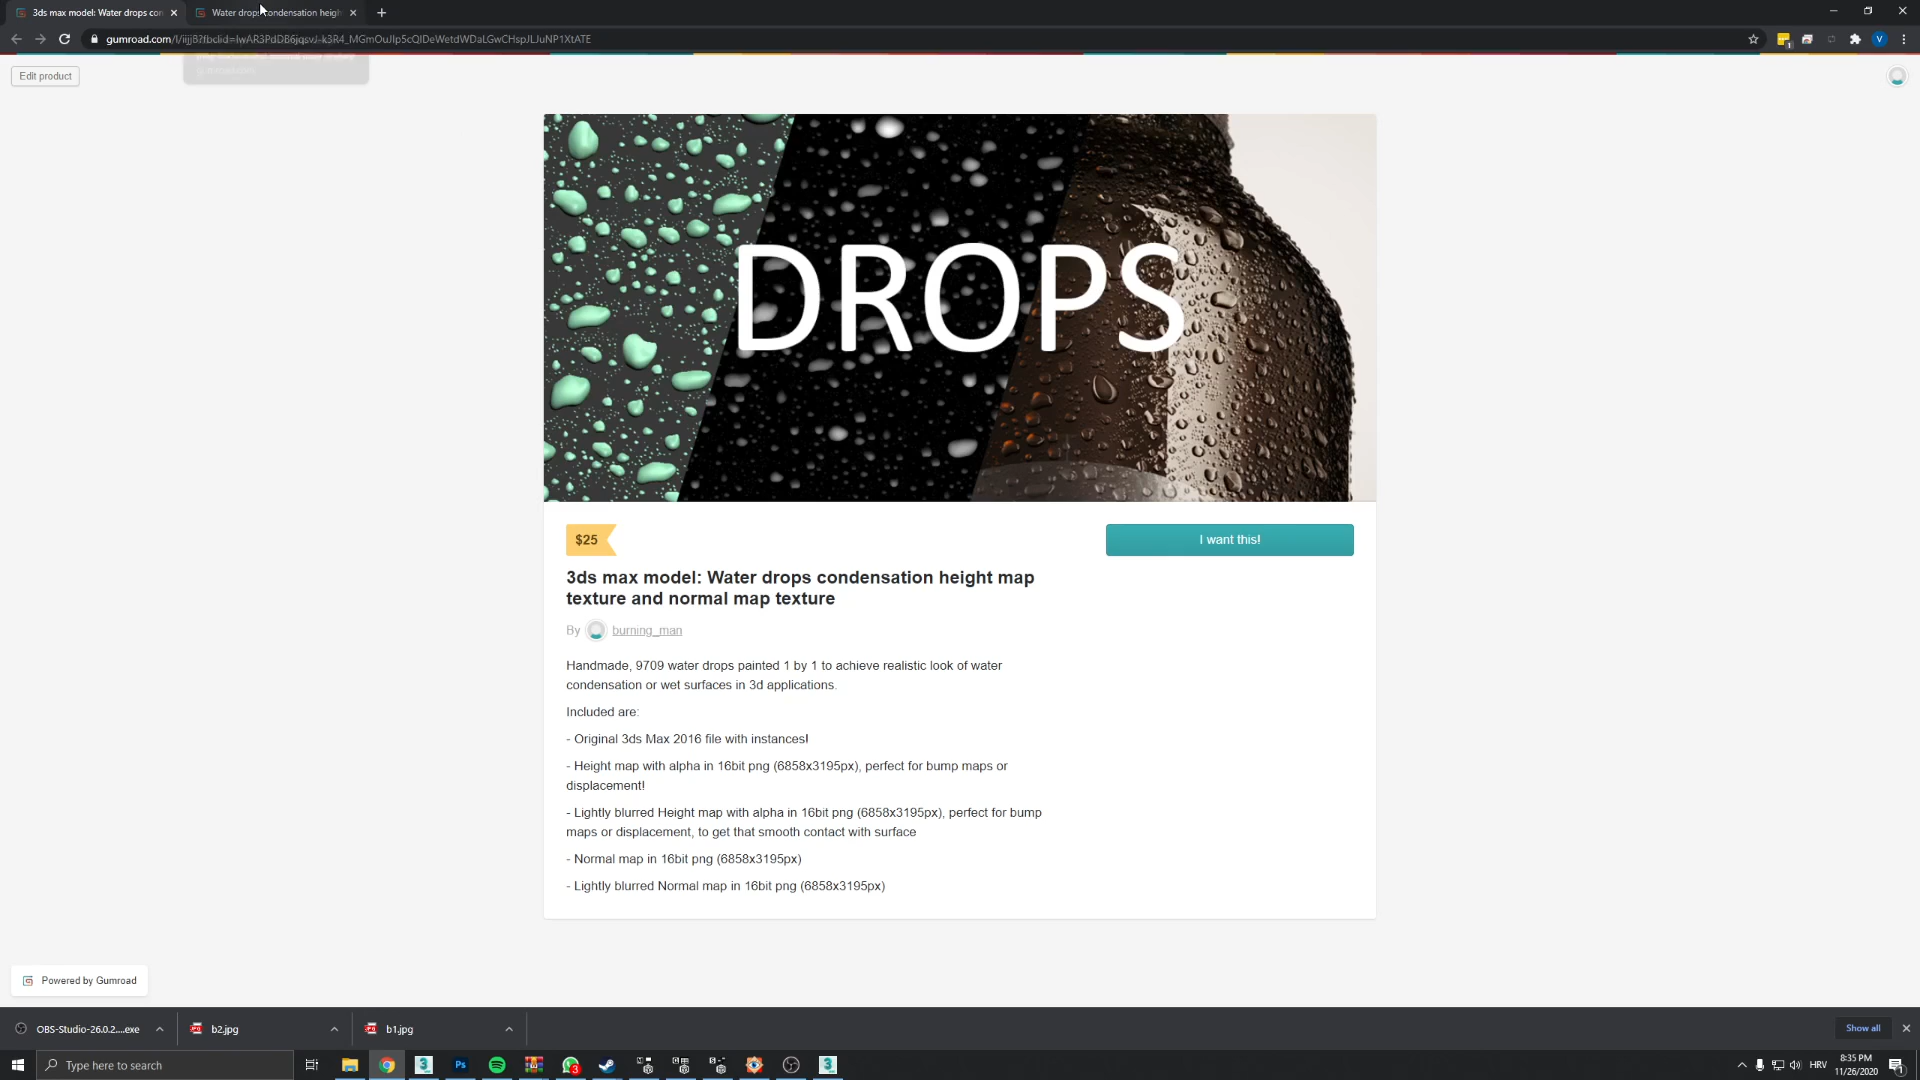 3ds max model: Water drops con
Water drops condensation heigh
gumroad.com
Edit product
DROPS
$25
I want this!
3ds max model: Water drops condensation height map
texture and normal map texture
By burning_man
Handmade, 9709 water drops painted 1 by 1 to achieve realistic look of water
condensation or wet surfaces in 3d applications.
Included are:
- Original 3ds Max 2016 file with instances!
- Height map with alpha in 16bit png (6858x3195px), perfect for bump maps or
displacement!
- Lightly blurred Height map with alpha in 16bit png (6858x3195px), perfect for bump
maps or displacement, to get that smooth contact with surface
- Normal map in 16bit png (6858x3195px)
- Lightly blurred Normal map in 16bit png (6858x3195px)
Powered by Gumroad
OBS-Studio-26.0.2....exe
b2.jpg
b1.jpg
Show all
Type here to search
Ps
3
HRV
8:35 PM
11/26/2020